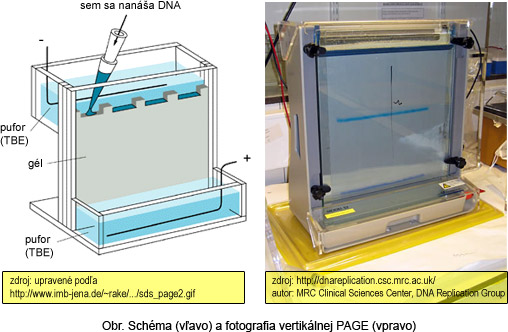 sem sa nanáša DNA
-
pufor
(TBE)
gél
+
pufor
(TBE)
zdroj: upravené podľa
http://www.imb-jena.de/~rake/.../sds_page2.gif
zdroj: http://dnareplication.csc.mrc.ac.uk/
autor: MRC Clinical Sciences Center, DNA Replication Group
Obr. Schéma (vľavo) a fotografia vertikálnej PAGE (vpravo)